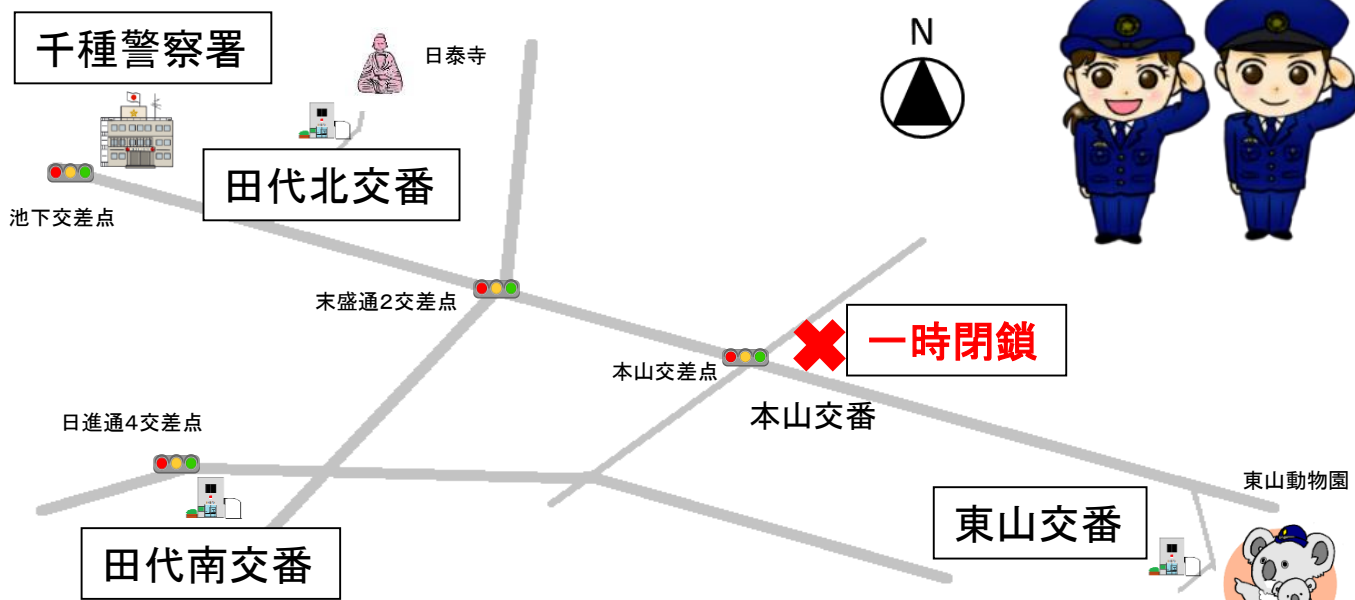 千種警察署
日泰寺
N
田代北交番
池下交差点
末盛通2交差点
一時閉鎖
本山交差点
本山交番
日進通4交差点
東山動物園
東山交番
田代南交番